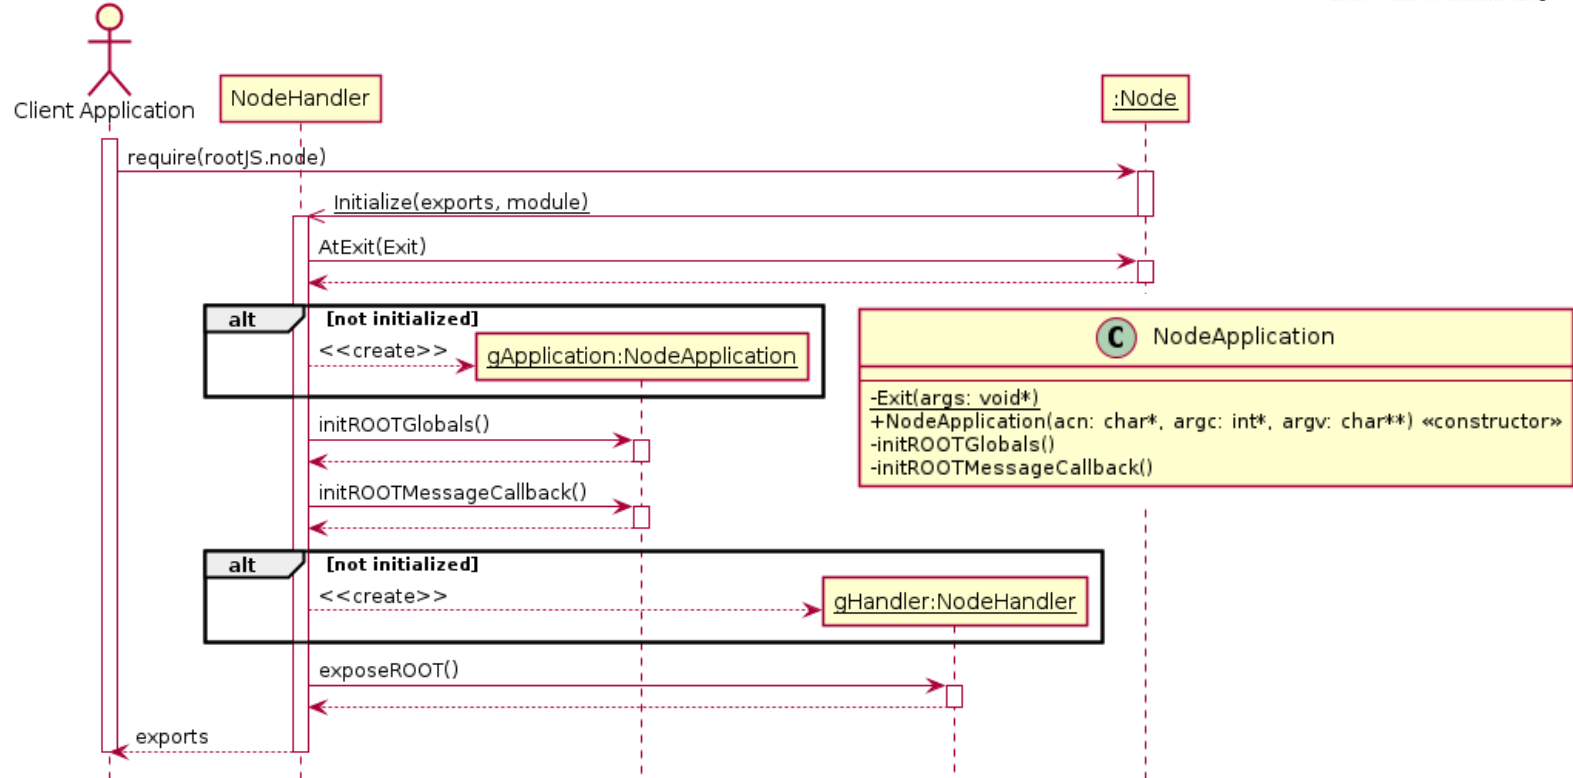 Client Application
NodeHandler
:Node
require(rootJS.node)
Initialize(exports, module)
AtExit(Exit)
alt
[not initialized]
<<create>>
gApplication:NodeApplication
C
NodeApplication
-Exit(args: void*)
+NodeApplication(acn: char*, argc: int*, argv: char**) «constructor»
-initROOTGlobals()
-initROOTMessageCallback()
initROOTGlobals()
initROOTMessageCallback()
alt
[not initialized]
<<create>>
gHandler:NodeHandler
exposeROOT()
exports